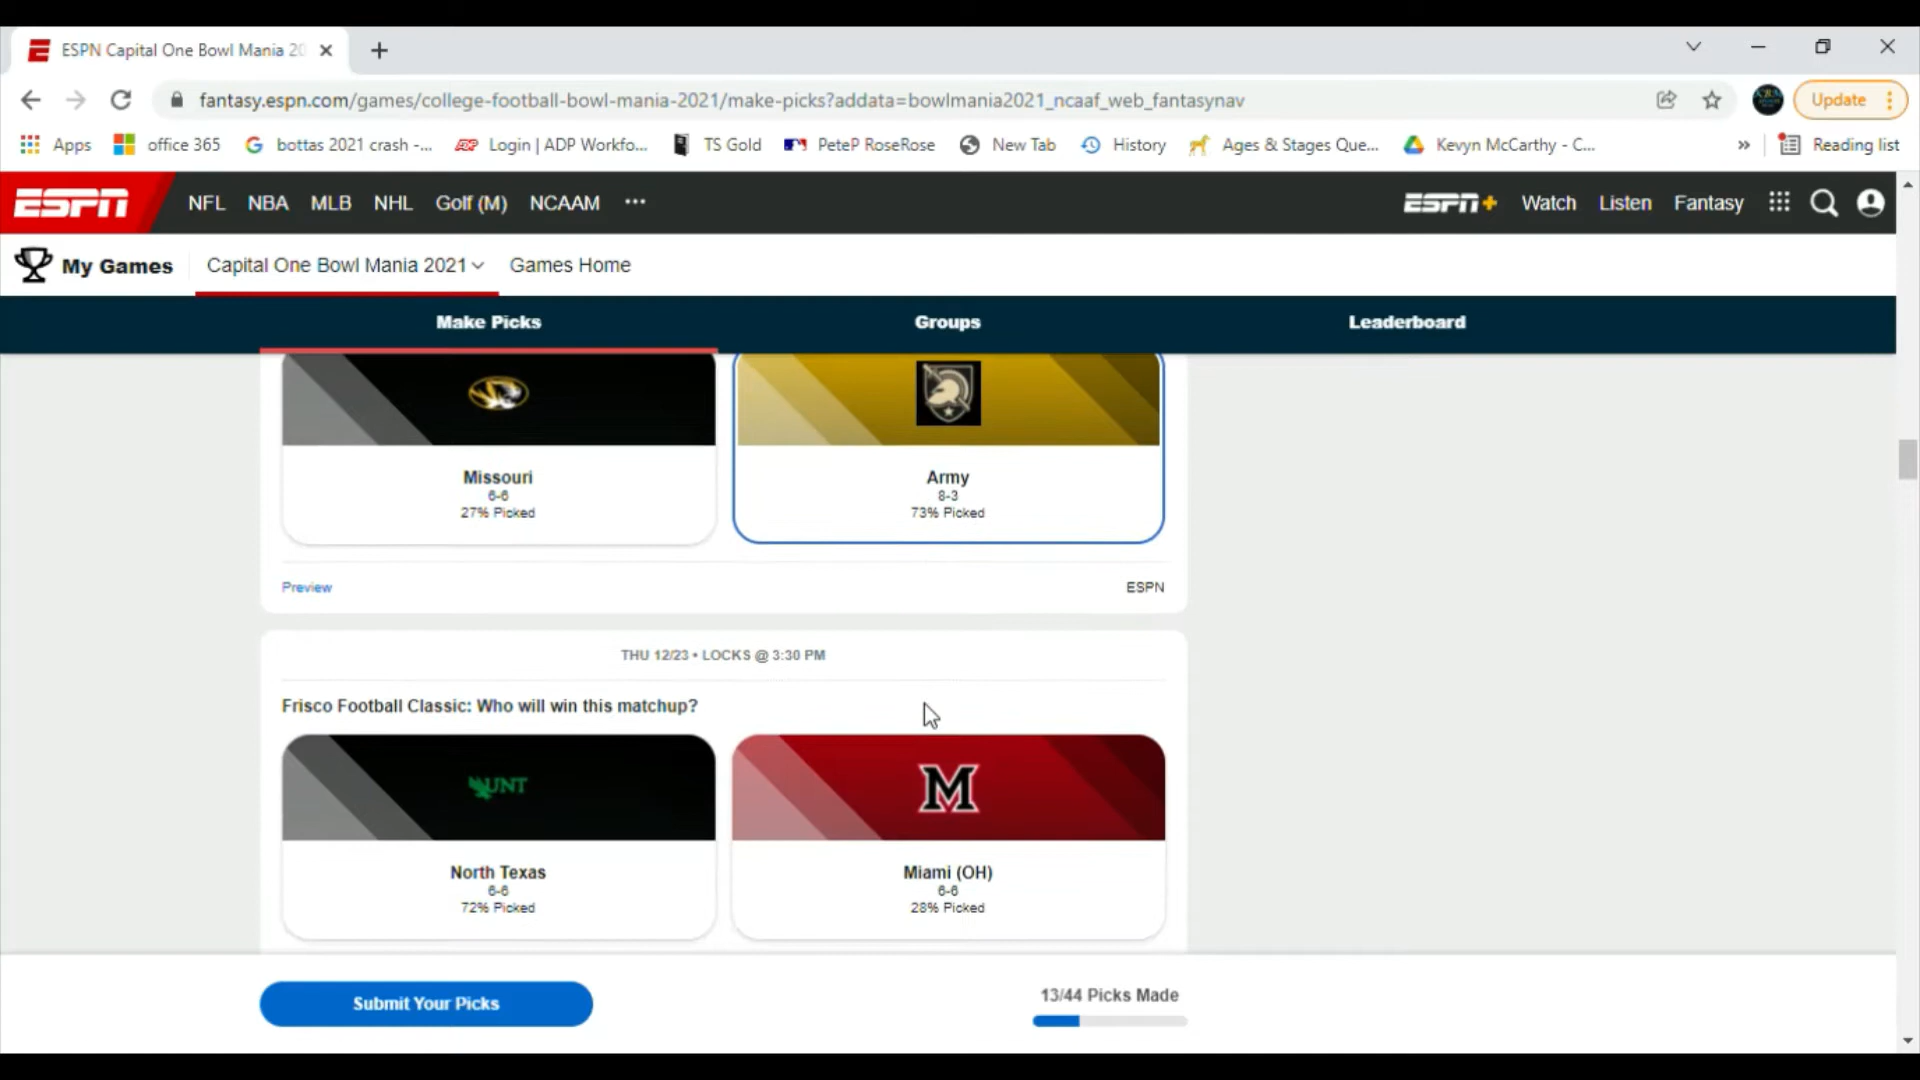 ESPN Capital One Bowl Mania 20
fantasy.espn.com/games/college-football-bowl-mania-2021/make-picks?addata=bowlmania2021_ncaaf_web_fantasynav
Update
Apps office 365 bottas 2021 crash -... Login | ADP Workfo... TS Gold PeteP RoseRose New Tab History Ages & Stages Que... Kevyn McCarthy - C... » Reading list
ESPN NFL NBA MLB NHL Golf (M) NCAAM ESPN+ Watch Listen Fantasy
My Games Capital One Bowl Mania 2021 Games Home
Make Picks Groups Leaderboard
Missouri Army
6-6 8-3
27% Picked 73% Picked
Preview ESPN
THU 12/23 • LOCKS @ 3:30 PM
Frisco Football Classic: Who will win this matchup?
UNT M
North Texas Miami (OH)
6-6 6-6
72% Picked 28% Picked
Submit Your Picks 13/44 Picks Made